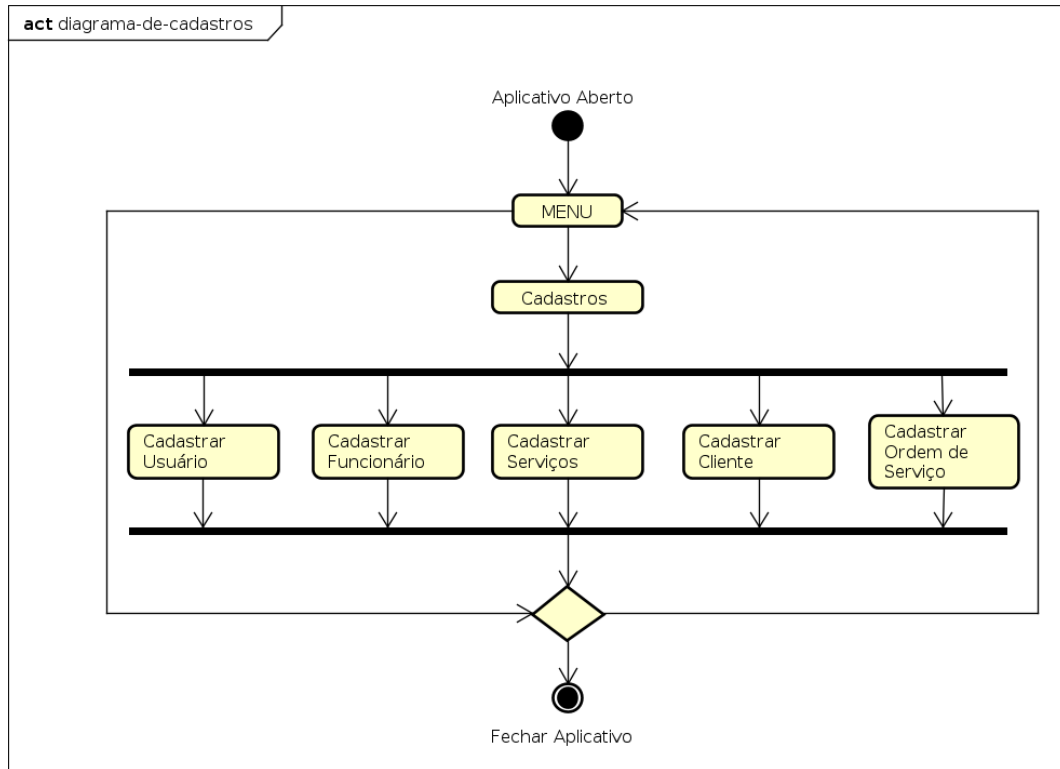 act diagrama-de-cadastros
Aplicativo Aberto
MENU
Cadastros
Cadastrar
Usuário
Cadastrar
Funcionário
Cadastrar
Serviços
Cadastrar
Cliente
Cadastrar
Ordem de
Serviço
Fechar Aplicativo